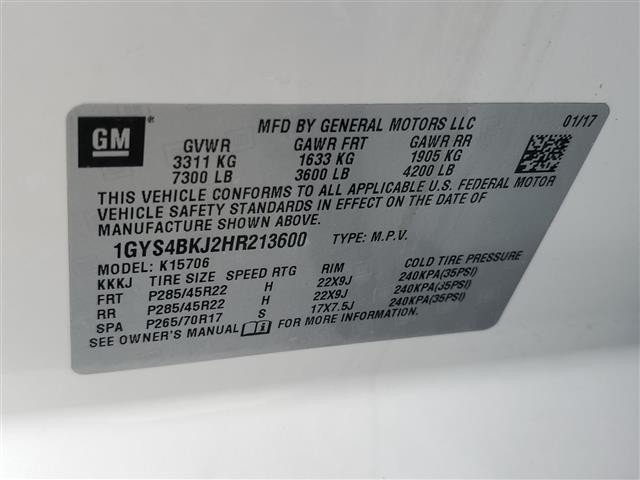 GM
MFD BY GENERAL MOTORS LLC 01/17
GVWR GAWR FRT GAWR RR
3311 KG 1633 KG 1905 KG
7300 LB 3600 LB 4200 LB
THIS VEHICLE CONFORMS TO ALL APPLICABLE U.S. FEDERAL MOTOR
VEHICLE SAFETY STANDARDS IN EFFECT ON THE DATE OF
MANUFACTURE SHOWN ABOVE.
1GYS4BKJ2HR213600 TYPE: M.P.V.
MODEL: K15706
KKKJ TIRE SIZE SPEED RTG RIM COLD TIRE PRESSURE
FRT P285/45R22 H 22X9J 240KPA(35PSI)
RR P285/45R22 H 22X9J 240KPA(35PSI)
SPA P265/70R17 S 17X7.5J 240KPA(35PSI)
SEE OWNER'S MANUAL FOR MORE INFORMATION.